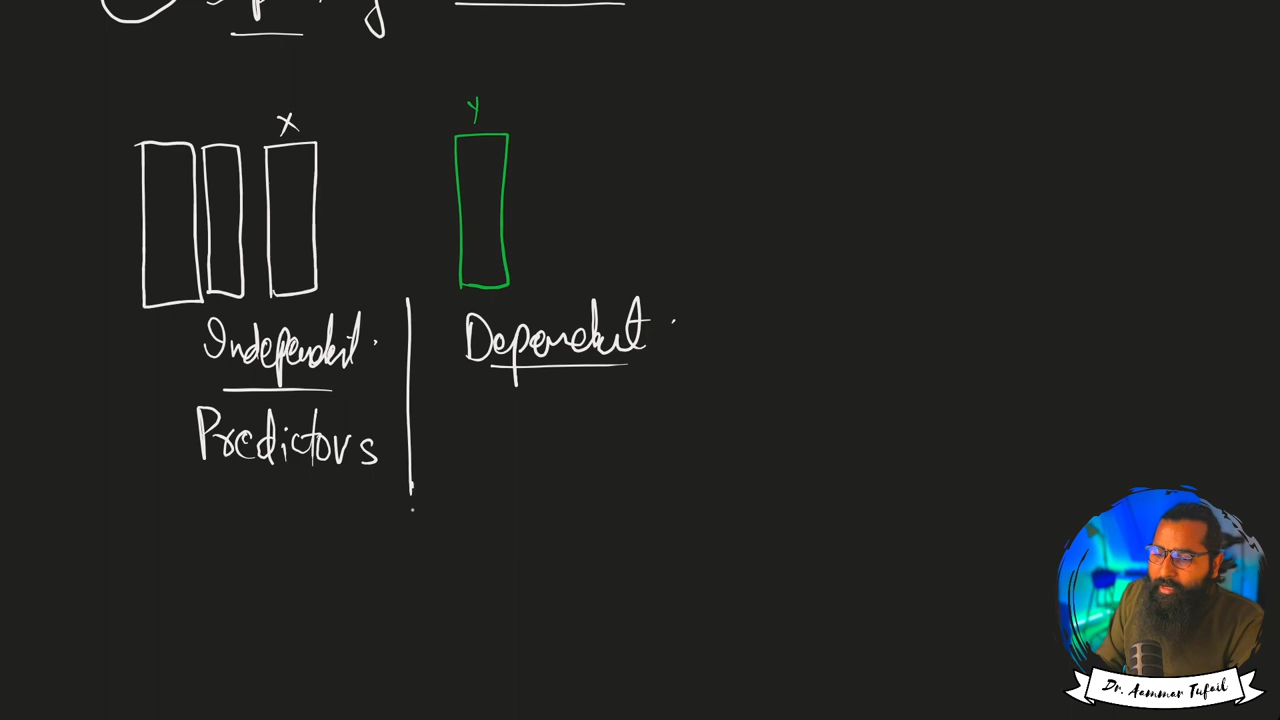 X
Y
Independent
Dependent
Predictors
Dr. Aammar Tufail